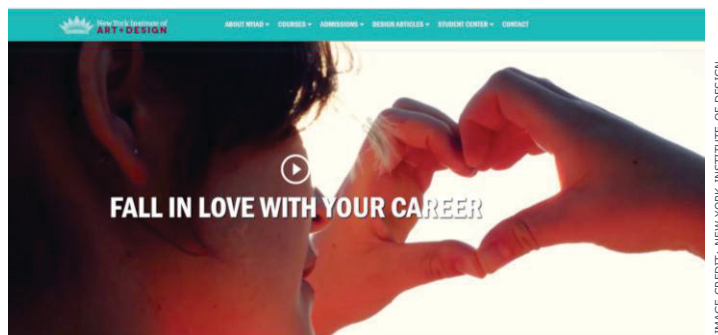 New York Institute of
ART+DESIGN
ABOUT NYIAD COURSES ADMISSIONS DESIGN ARTICLES STUDENT CENTER CONTACT
FALL IN LOVE WITH YOUR CAREER
IMAGE CREDIT: NEW YORK INSTITUTE OF DESIGN